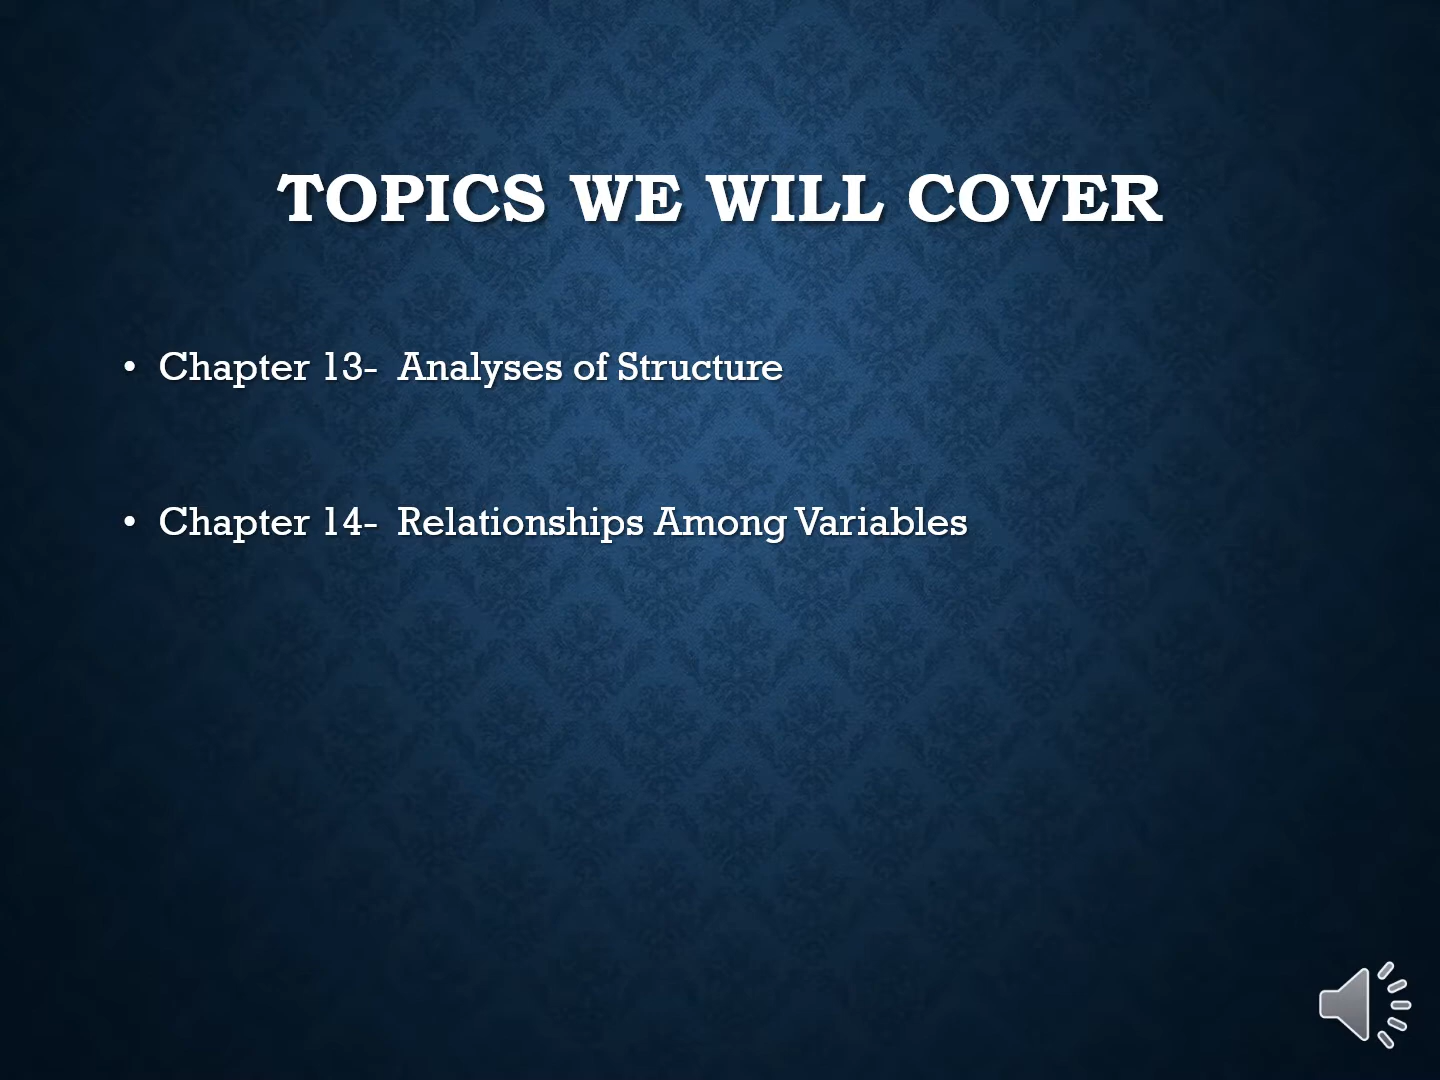 TOPICS WE WILL COVER
• Chapter 13-  Analyses of Structure
• Chapter 14-  Relationships Among Variables